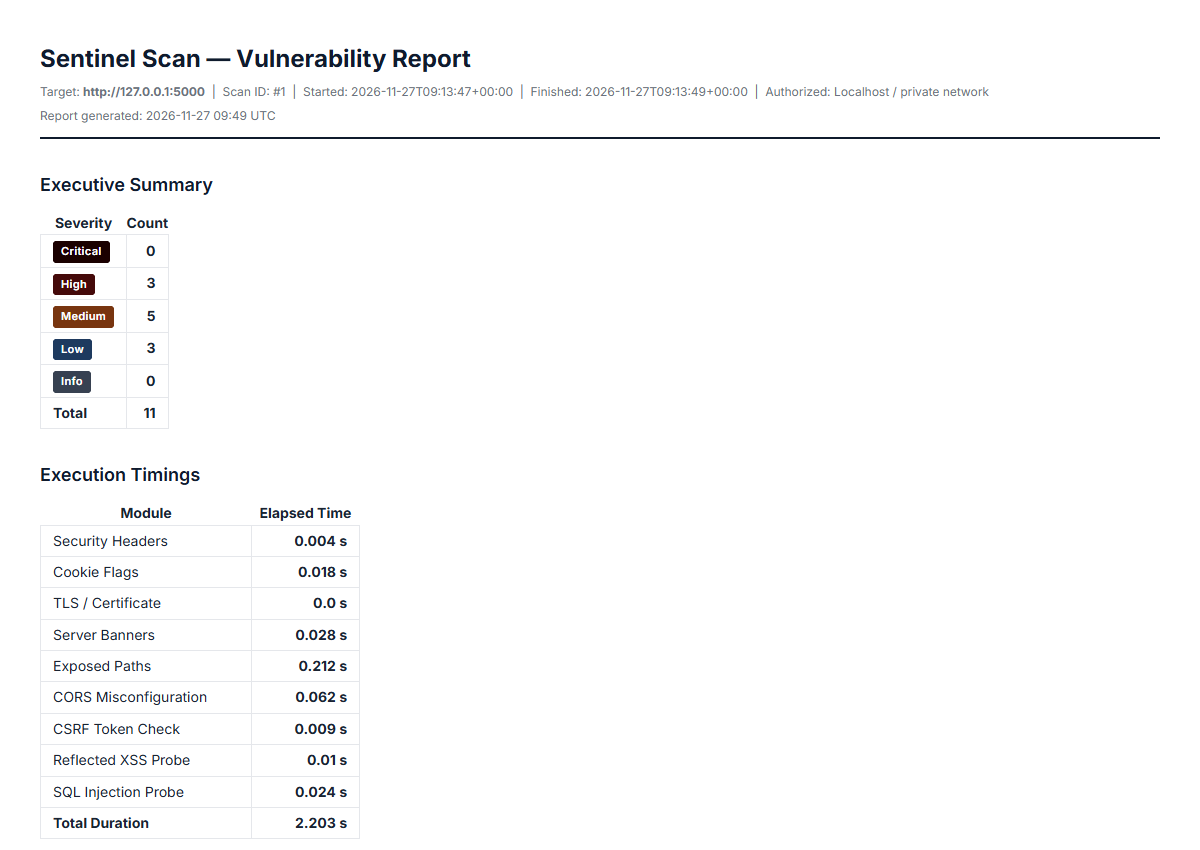 Sentinel Scan — Vulnerability Report
Target: http://127.0.0.1:5000 | Scan ID: #1 | Started: 2026-11-27T09:13:47+00:00 | Finished: 2026-11-27T09:13:49+00:00 | Authorized: Localhost / private network
Report generated: 2026-11-27 09:49 UTC
Executive Summary
Severity Count
Critical 0
High 3
Medium 5
Low 3
Info 0
Total 11
Execution Timings
Module Elapsed Time
Security Headers 0.004 s
Cookie Flags 0.018 s
TLS / Certificate 0.0 s
Server Banners 0.028 s
Exposed Paths 0.212 s
CORS Misconfiguration 0.062 s
CSRF Token Check 0.009 s
Reflected XSS Probe 0.01 s
SQL Injection Probe 0.024 s
Total Duration 2.203 s